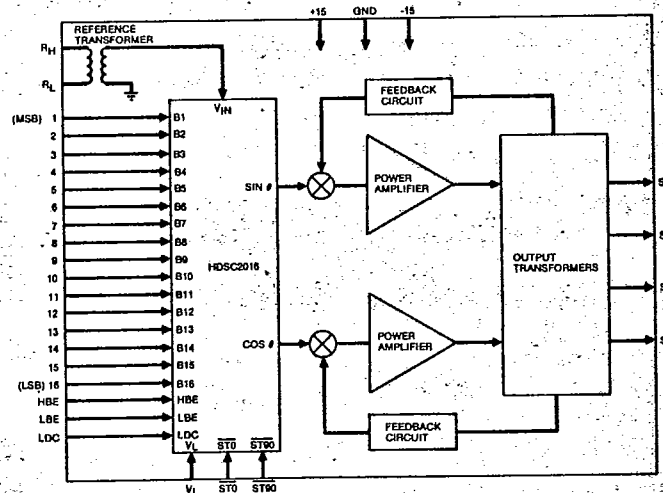 +15 GND -15
REFERENCE
TRANSFORMER
RH
RL
FEEDBACK
CIRCUIT
VIN
(MSB) 1 B1
2 B2
3 B3
4 B4
5 B5
6 B6
7 B7
8 B8
9 B9
10 B10
11 B11
12 B12
13 B13
14 B14
15 B15
(LSB) 16 B16
HBE HBE
LBE LBE
LDC LDC
HDSC2016
SIN θ
COS θ
POWER
AMPLIFIER
POWER
AMPLIFIER
OUTPUT
TRANSFORMERS
S
S
S
S
FEEDBACK
CIRCUIT
VL ST0 ST90
ST0 ST90